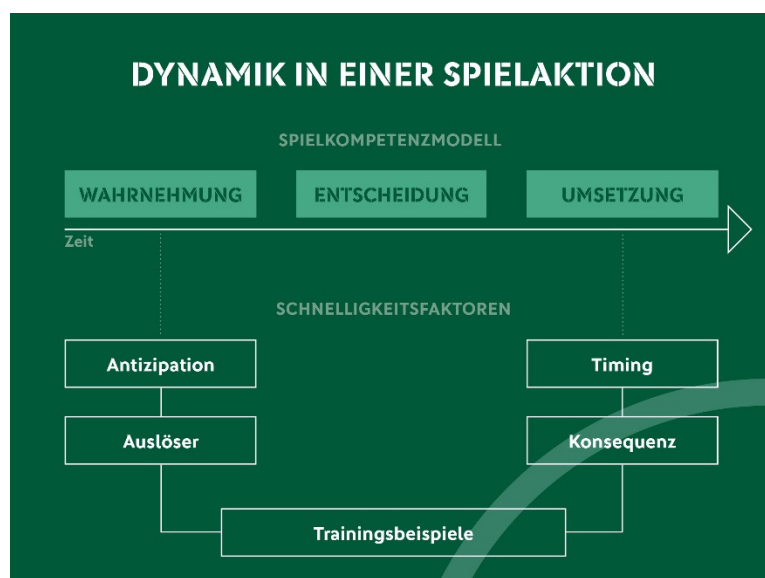 DYNAMIK IN EINER SPIELAKTION
SPIELKOMPETENZMODELL
WAHRNEHMUNG
ENTSCHEIDUNG
UMSETZUNG
Zeit
SCHNELLIGKEITSFAKTOREN
Antizipation
Timing
Auslöser
Konsequenz
Trainingsbeispiele